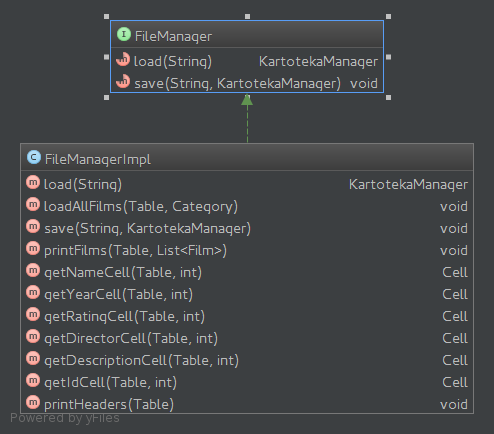 I FileManager
m load(String) KartotekaManager
m save(String, KartotekaManager) void
C FileManagerImpl
m load(String) KartotekaManager
m loadAllFilms(Table, Category) void
m save(String, KartotekaManager) void
m printFilms(Table, List<Film>) void
m getNameCell(Table, int) Cell
m getYearCell(Table, int) Cell
m getRatingCell(Table, int) Cell
m getDirectorCell(Table, int) Cell
m getDescriptionCell(Table, int) Cell
m getIdCell(Table, int) Cell
m printHeaders(Table) void
Powered by yFiles